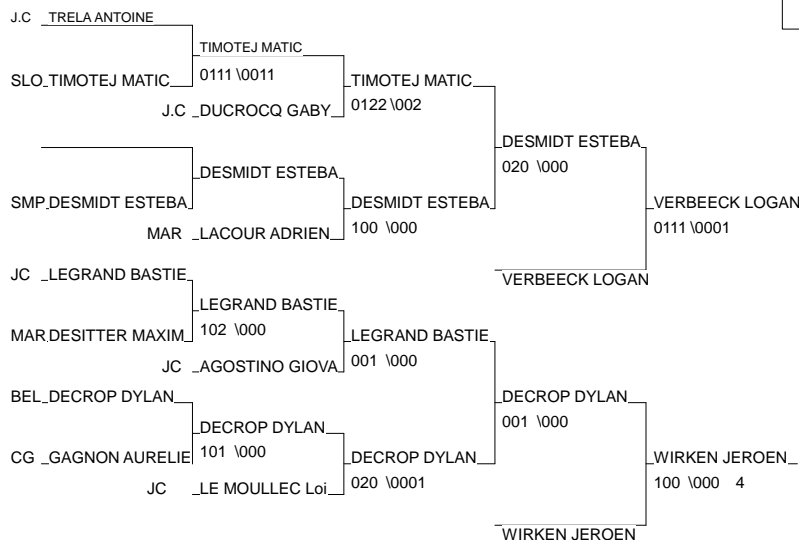 J.C TRELA ANTOINE
TIMOTEJ MATIC
0111 \0011
SLO TIMOTEJ MATIC
TIMOTEJ MATIC
0122 \002
J.C DUCROCQ GABY
DESMIDT ESTEBA
020 \000
DESMIDT ESTEBA
SMP DESMIDT ESTEBA
DESMIDT ESTEBA
100 \000
VERBEECK LOGAN
0111 \0001
MAR LACOUR ADRIEN
JC LEGRAND BASTIE
VERBEECK LOGAN
LEGRAND BASTIE
102 \000
MAR DESITTER MAXIM
LEGRAND BASTIE
001 \000
JC AGOSTINO GIOVA
BEL DECROP DYLAN
DECROP DYLAN
001 \000
DECROP DYLAN
101 \000
CG GAGNON AURELIE
DECROP DYLAN
020 \0001
WIRKEN JEROEN
100 \000 4
JC LE MOULLEC Loi
WIRKEN JEROEN